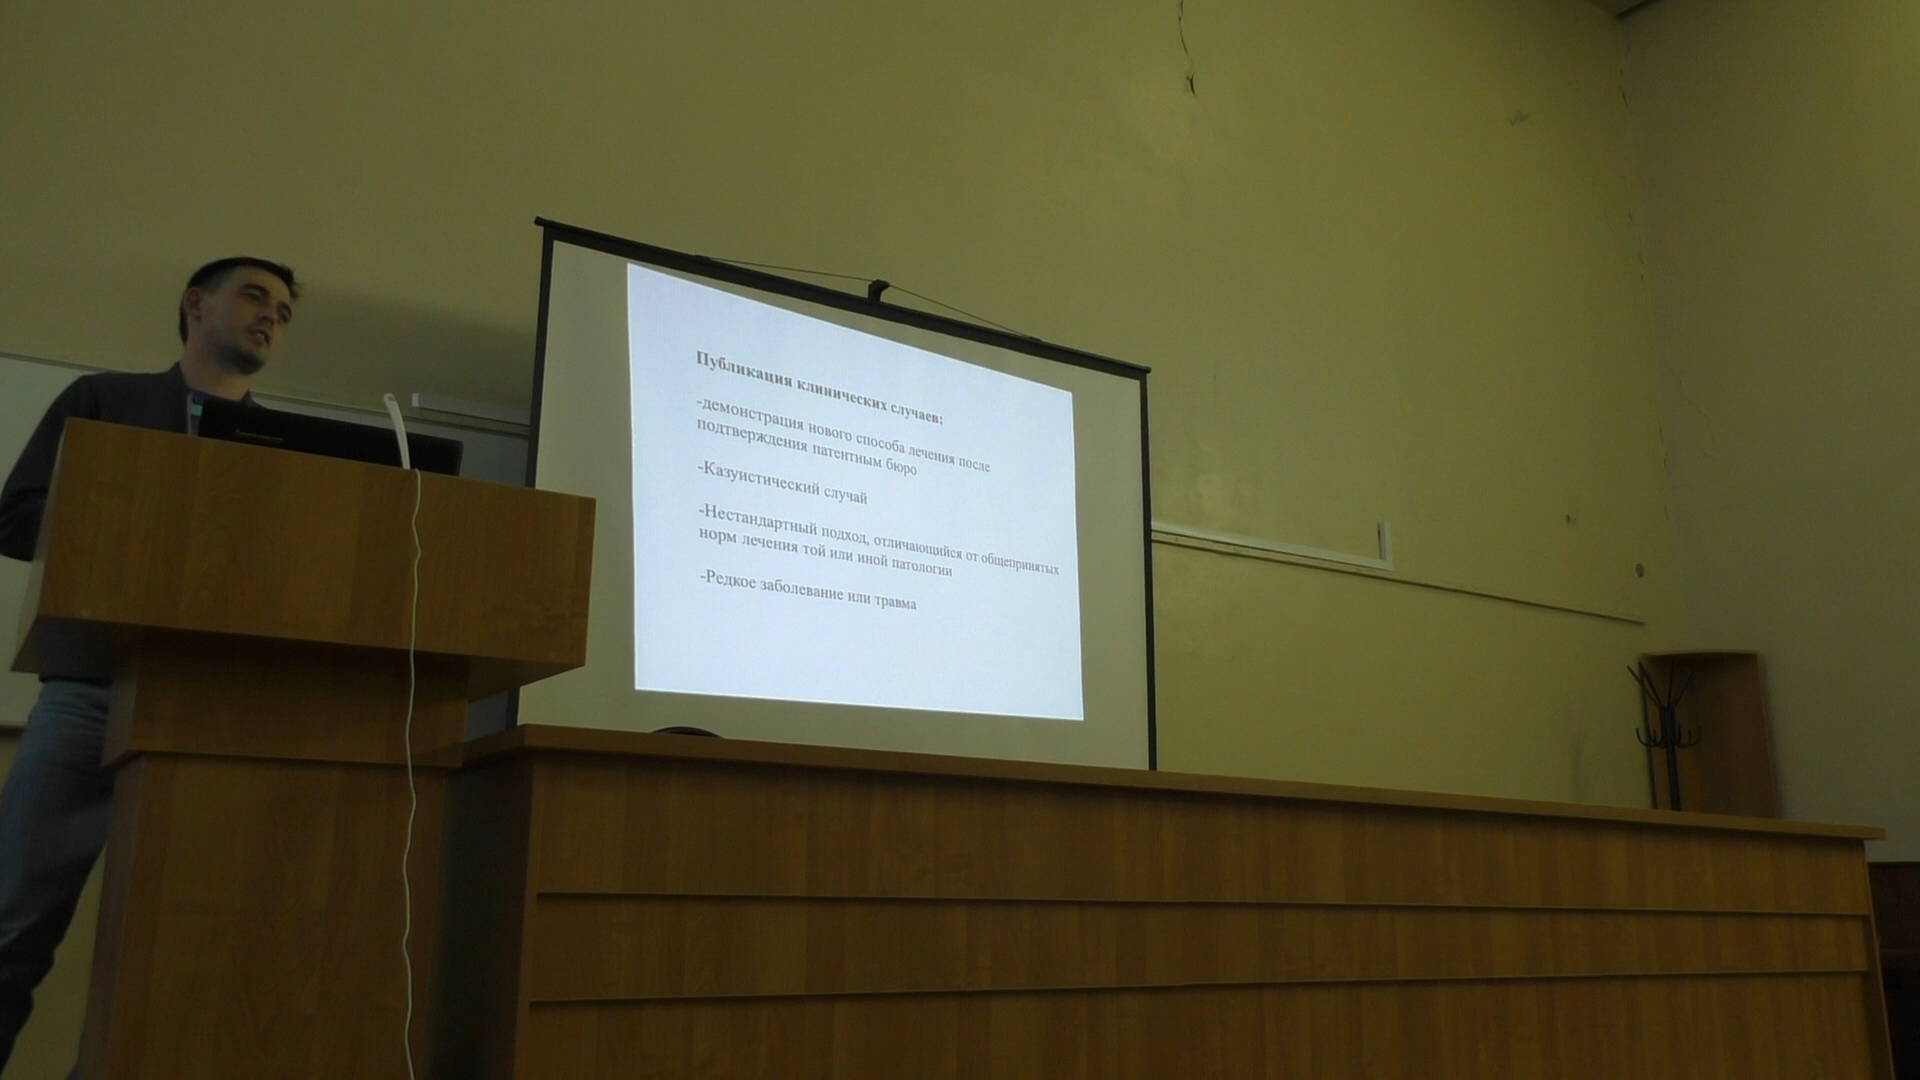 Публикация клинических случаев:
-демонстрация нового способа лечения после
подтверждения патентным бюро
-Казуистический случай
-Нестандартный подход, отличающийся от общепринятых
норм лечения той или иной патологии
-Редкое заболевание или травма